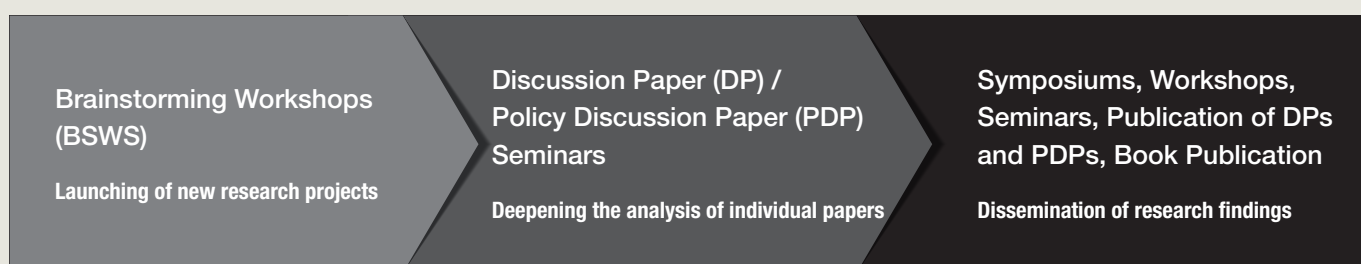 Brainstorming Workshops
(BSWS)
Launching of new research projects
Discussion Paper (DP) /
Policy Discussion Paper (PDP)
Seminars
Deepening the analysis of individual papers
Symposiums, Workshops,
Seminars, Publication of DPs
and PDPs, Book Publication
Dissemination of research findings